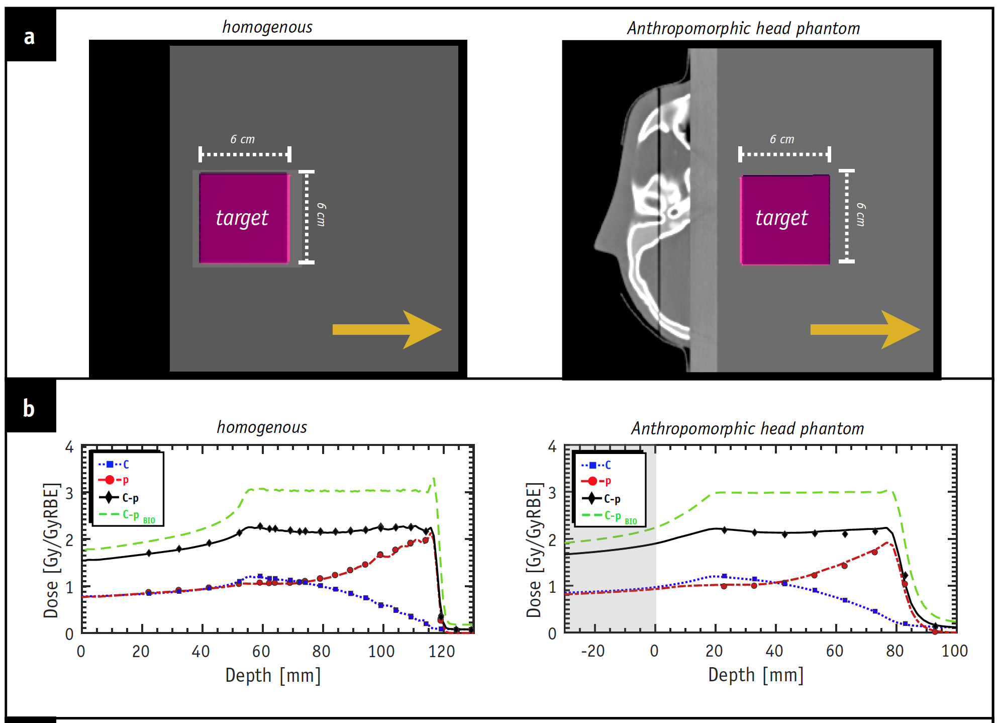 a
homogenous
Anthropomorphic head phantom
6 cm
6 cm
target
6 cm
6 cm
target
b
homogenous
Anthropomorphic head phantom
Dose [Gy/GyRBE]
4
3
2
1
0
C
p
C-p
C-p BIO
0 20 40 60 80 100 120
Depth [mm]
Dose [Gy/GyRBE]
4
3
2
1
0
C
p
C-p
C-p BIO
-20 0 20 40 60 80 100
Depth [mm]